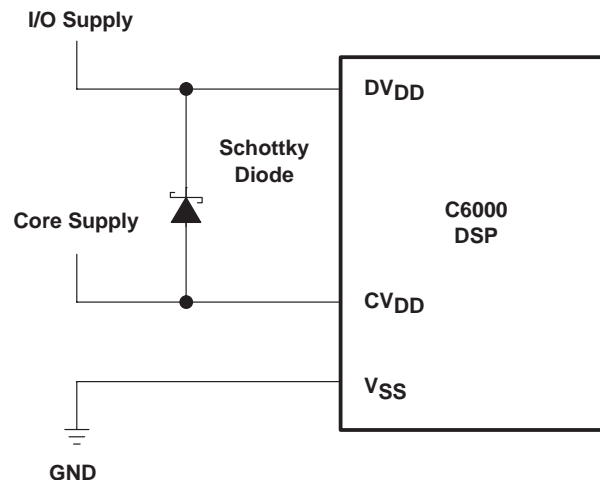 I/O Supply
DVDD
Schottky
Diode
C6000
DSP
Core Supply
CVDD
VSS
GND